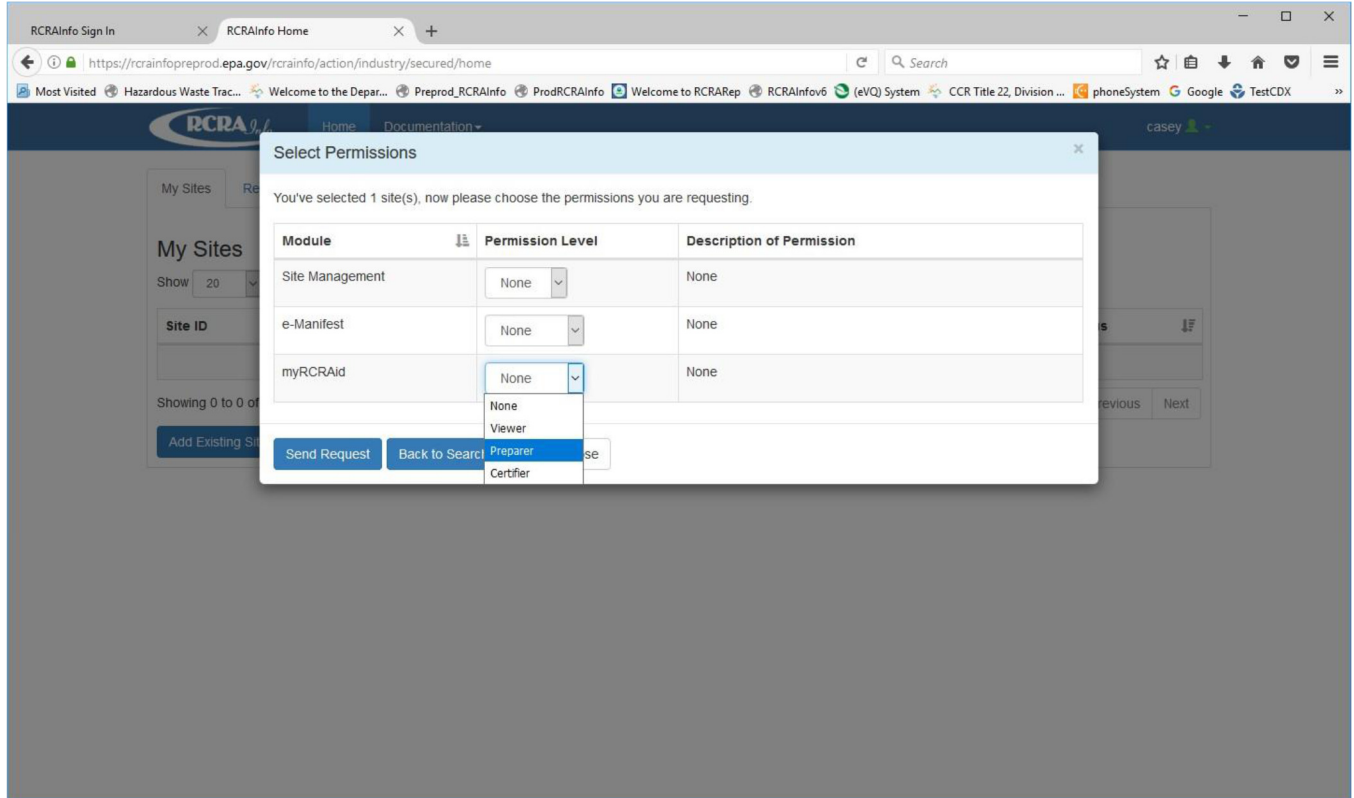 RCRAInfo Sign In
RCRAInfo Home
https://rcrainfopreprod.epa.gov/rcrainfo/action/industry/secured/home
Search
Most Visited Hazardous Waste Trac... Welcome to the Depar... Preprod_RCRAInfo ProdRCRAInfo Welcome to RCRARep RCRAInfov6 (eVQ) System CCR Title 22, Division ... phoneSystem Google TestCDX »
RCRAInfo Home Documentation casey
Select Permissions ×
My Sites Re
You've selected 1 site(s), now please choose the permissions you are requesting.
My Sites
Module Permission Level Description of Permission
Show 20
Site Management None None
Site ID
e-Manifest None None
s
myRCRAid None None
None
Showing 0 to 0 of
revious Next
Viewer
Add Existing Sit
Send Request Back to Searc Preparer se
Certifier